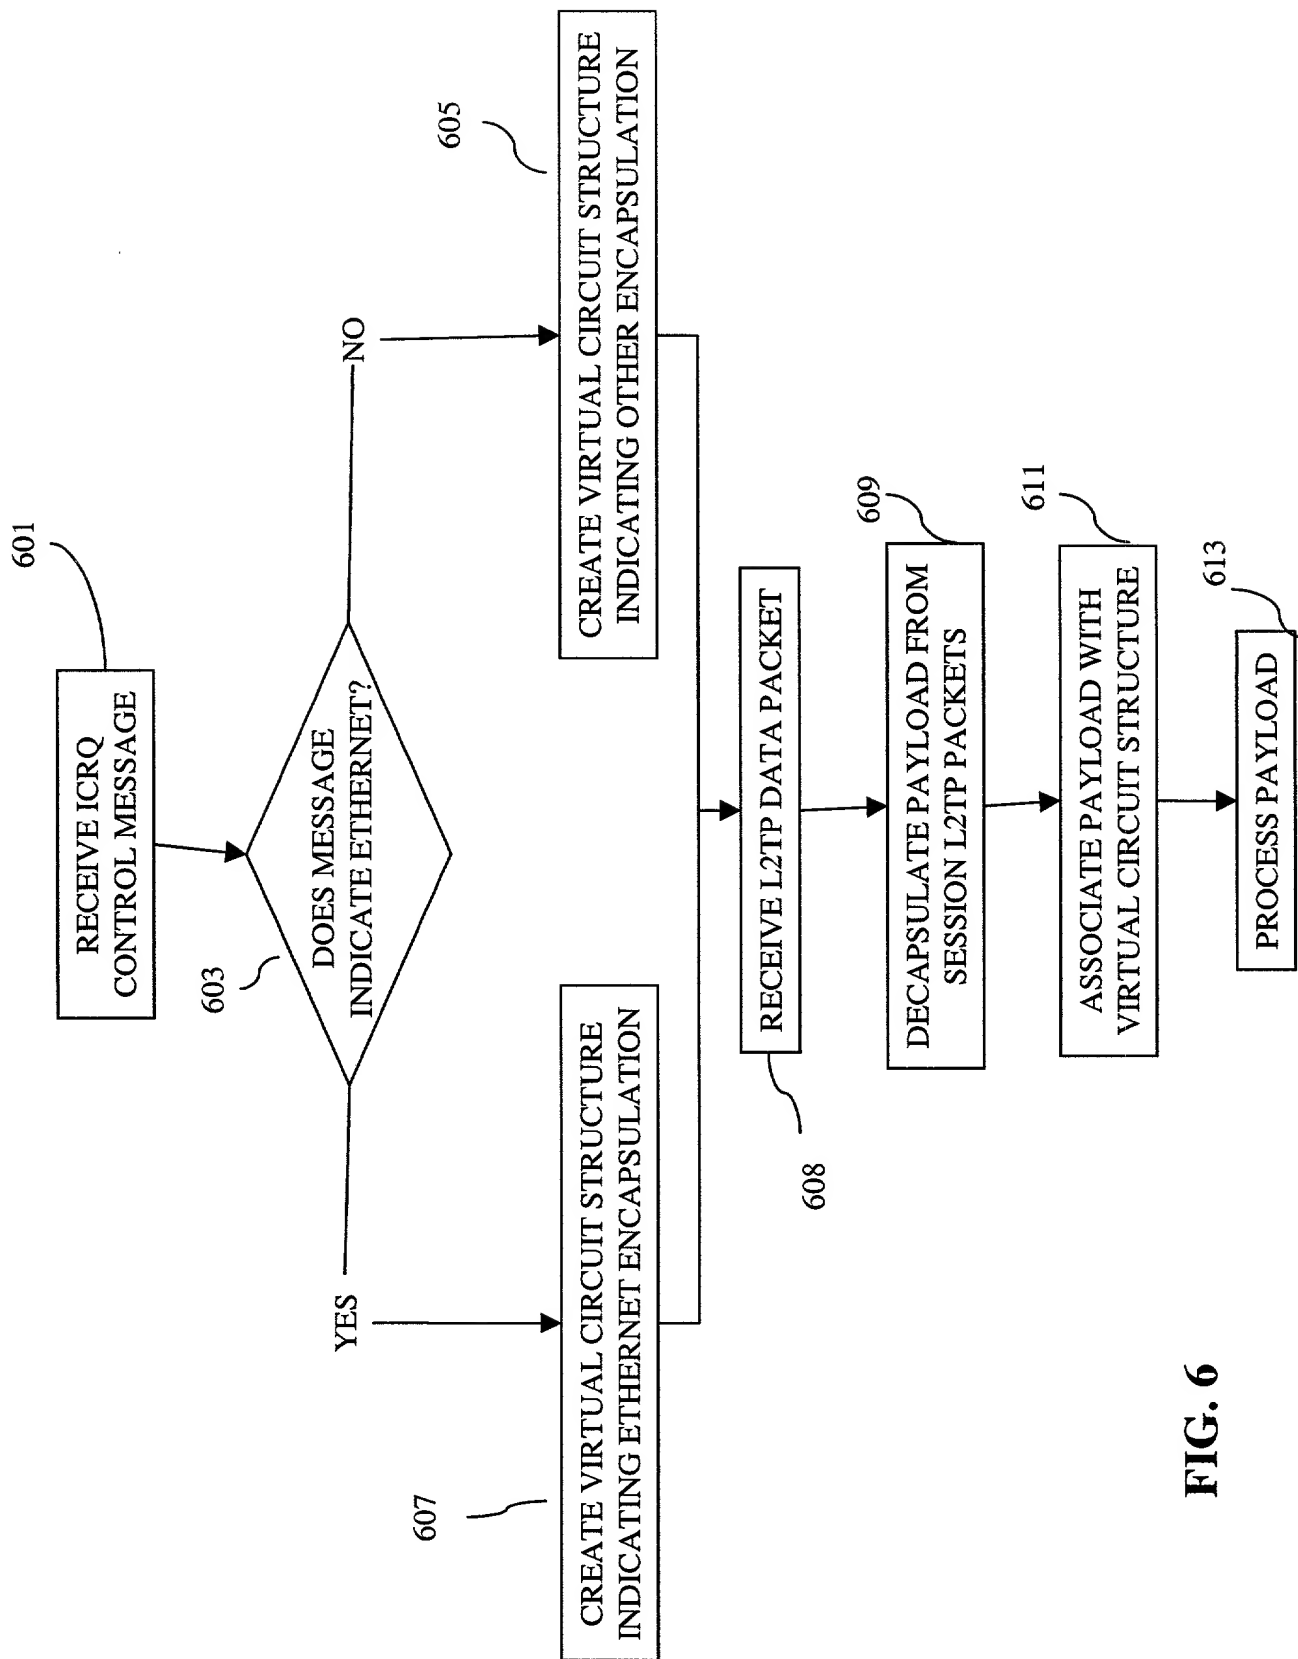 601
RECEIVE ICRQ
CONTROL MESSAGE
603
DOES MESSAGE
INDICATE ETHERNET?
YES
NO
607
CREATE VIRTUAL CIRCUIT STRUCTURE
INDICATING ETHERNET ENCAPSULATION
605
CREATE VIRTUAL CIRCUIT STRUCTURE
INDICATING OTHER ENCAPSULATION
608
RECEIVE L2TP DATA PACKET
609
DECAPSULATE PAYLOAD FROM
SESSION L2TP PACKETS
611
ASSOCIATE PAYLOAD WITH
VIRTUAL CIRCUIT STRUCTURE
613
PROCESS PAYLOAD
FIG. 6